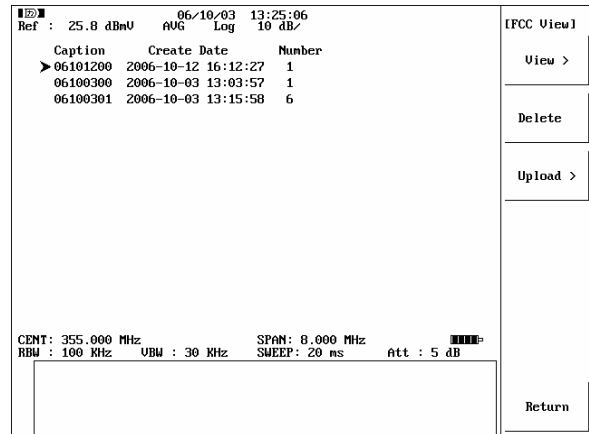 06/10/03 13:25:06
Ref : 25.8 dBmV AVG Log 10 dB/
[FCC View]
Caption Create Date Number
06101200 2006-10-12 16:12:27 1
06100300 2006-10-03 13:03:57 1
06100301 2006-10-03 13:15:58 6
View >
Delete
Upload >
CENT: 355.000 MHz SPAN: 8.000 MHz
RBW : 100 KHz VBW : 30 KHz SWEEP: 20 ms Att : 5 dB
Return